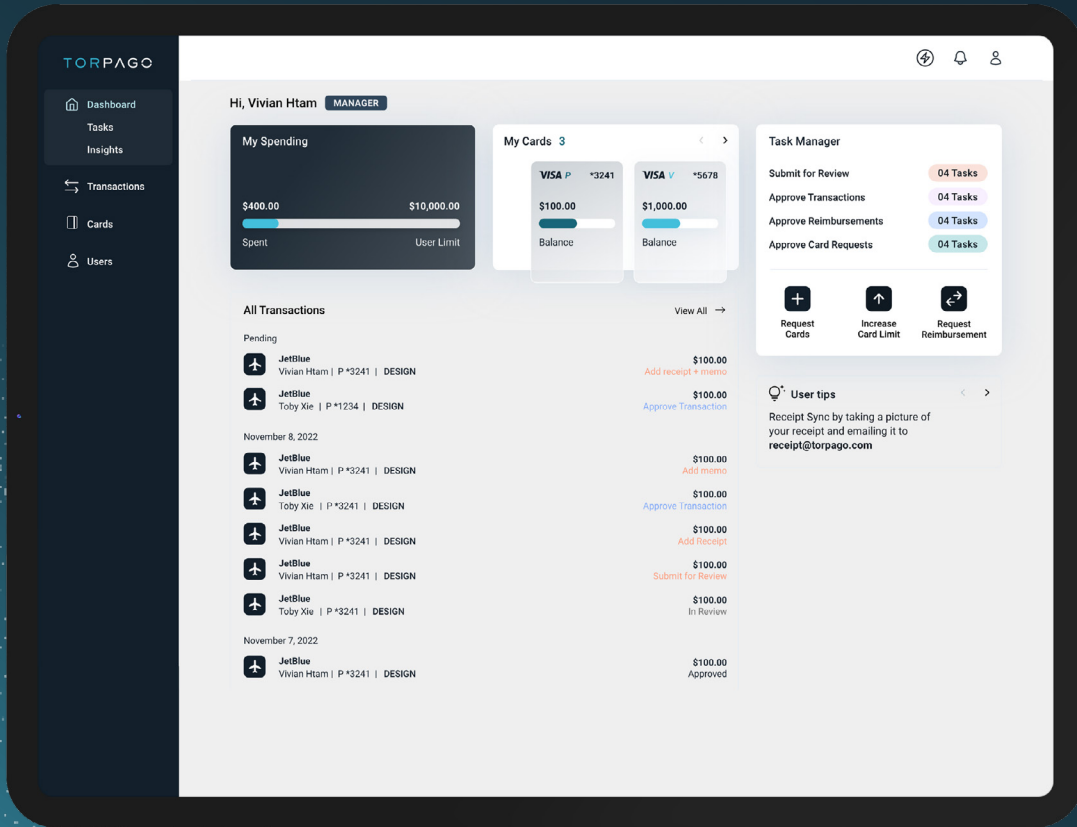 TORPAGO
Dashboard
Tasks
Insights
Transactions
Cards
Users
Hi, Vivian Htam MANAGER
My Spending
$400.00 $10,000.00
Spent User Limit
My Cards 3
VISA P *3241
$100.00
Balance
VISA V *5678
$1,000.00
Balance
Task Manager
Submit for Review 04 Tasks
Approve Transactions 04 Tasks
Approve Reimbursements 04 Tasks
Approve Card Requests 04 Tasks
Request
Cards
Increase
Card Limit
Request
Reimbursement
All Transactions View All
Pending
JetBlue $100.00
Vivian Htam | P *3241 | DESIGN Add receipt + memo
JetBlue $100.00
Toby Xie | P *1234 | DESIGN Approve Transaction
November 8, 2022
JetBlue $100.00
Vivian Htam | P *3241 | DESIGN Add memo
JetBlue $100.00
Toby Xie | P *3241 | DESIGN Approve Transaction
JetBlue $100.00
Vivian Htam | P *3241 | DESIGN Add Receipt
JetBlue $100.00
Vivian Htam | P *3241 | DESIGN Submit for Review
JetBlue $100.00
Toby Xie | P *3241 | DESIGN In Review
November 7, 2022
JetBlue $100.00
Vivian Htam | P *3241 | DESIGN Approved
User tips
Receipt Sync by taking a picture of
your receipt and emailing it to
receipt@torpago.com